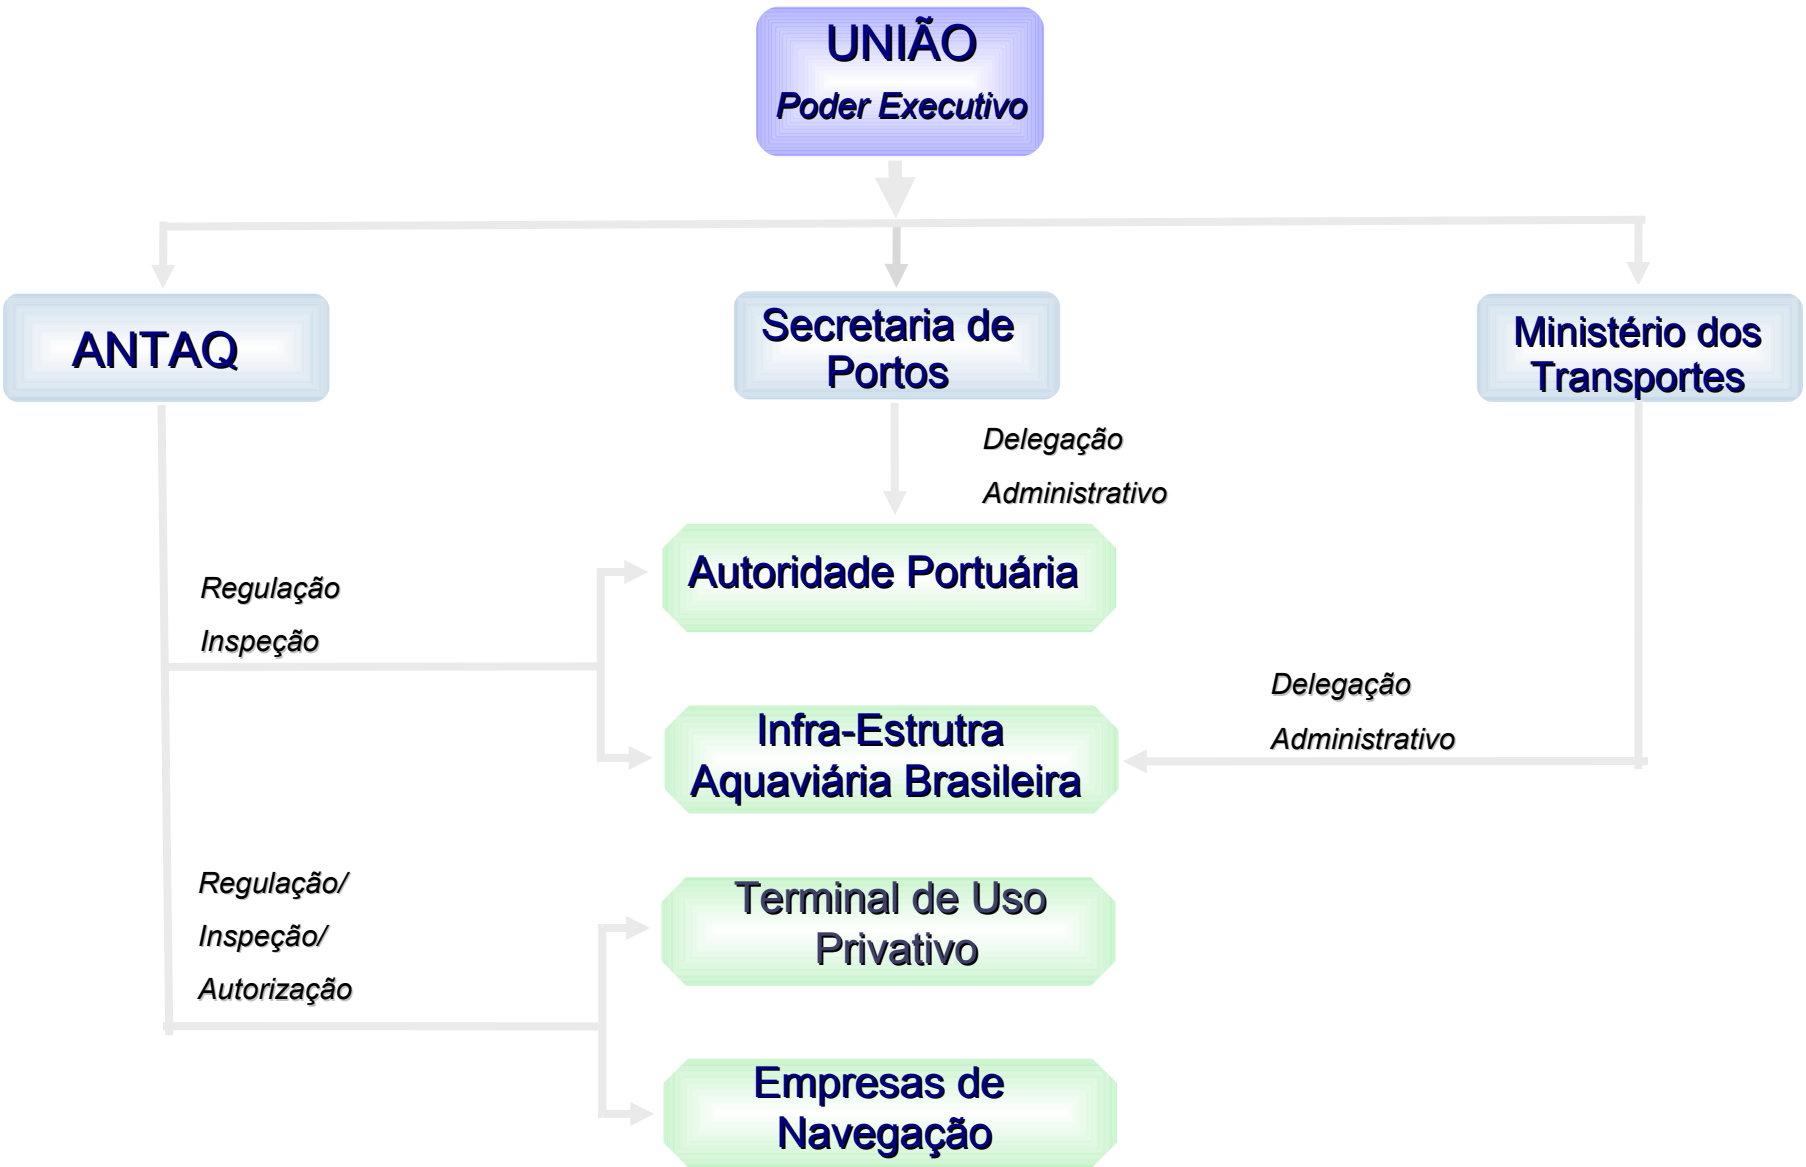 UNIÃO
Poder Executivo
ANTAQ
Secretaria de
Portos
Ministério dos
Transportes
Delegação
Administrativo
Autoridade Portuária
Regulação
Inspeção
Infra-Estrutra
Aquaviária Brasileira
Delegação
Administrativo
Regulação/
Inspeção/
Autorização
Terminal de Uso
Privativo
Empresas de
Navegação